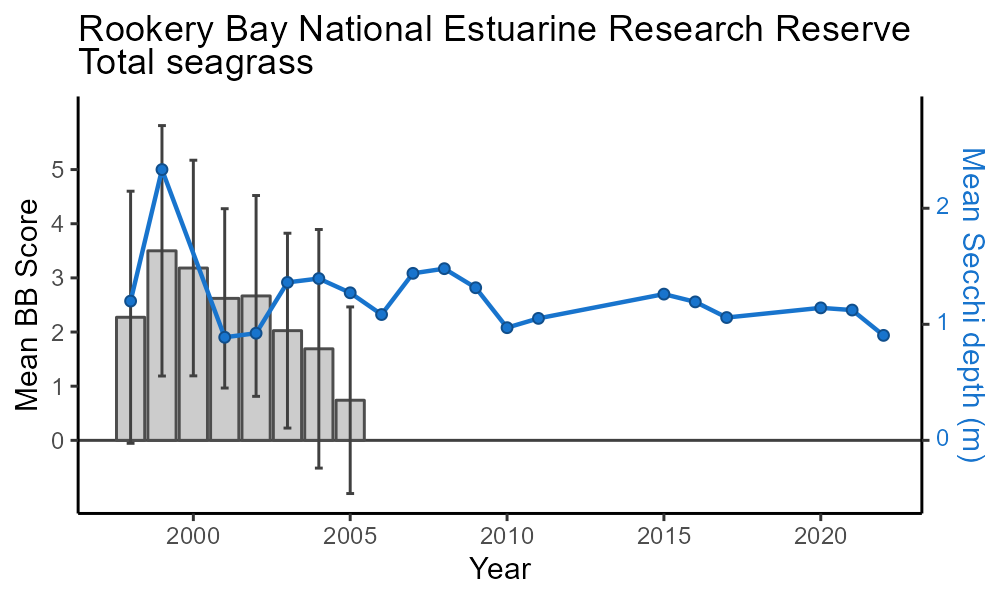 Rookery Bay National Estuarine Research Reserve
Total seagrass
Mean BB Score
5
4
3
2
1
0
2
1
0
Mean Secchi depth (m)
2000 2005 2010 2015 2020
Year